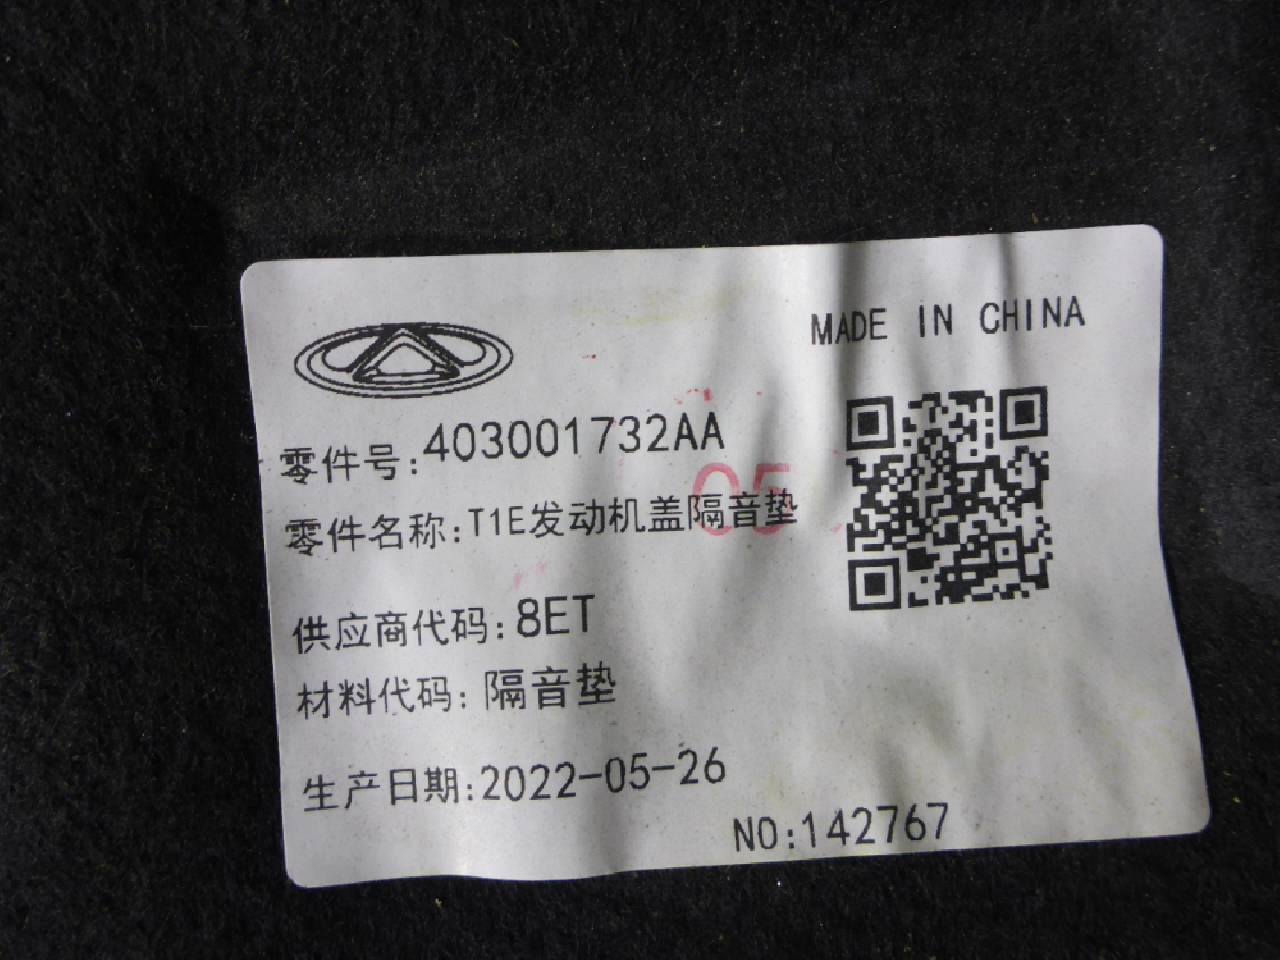 MADE IN CHINA
零件号:403001732AA
05
零件名称:T1E发动机盖隔音垫
供应商代码:8ET
材料代码:隔音垫
生产日期:2022-05-26
NO:142767